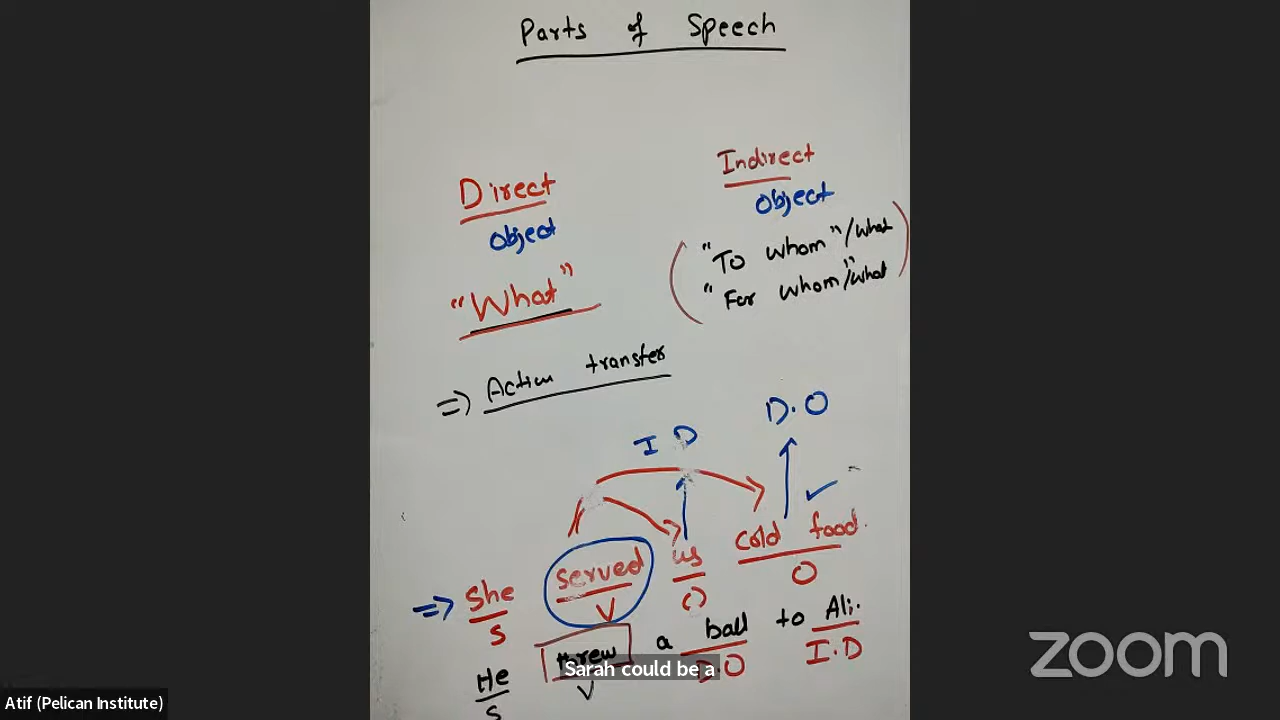 Parts of Speech
Direct
object
"What"
Indirect
object
"To whom"/what
"For whom"/what
=> Action transfer
I D
D.O
=> She served us cold food.
S V O O
He threw a ball to Ali.
S V D.O I.D
Sarah could be a
Atif (Pelican Institute)
zoom